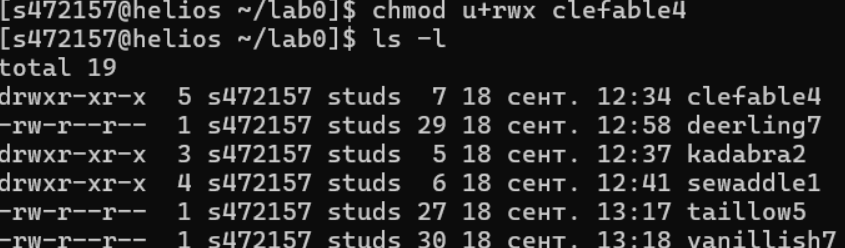 [s472157@helios ~/lab0]$ chmod u+rwx clefable4
[s472157@helios ~/lab0]$ ls -l
total 19
drwxr-xr-x 5 s472157 studs 7 18 сент. 12:34 clefable4
-rw-r--r-- 1 s472157 studs 29 18 сент. 12:58 deerling7
drwxr-xr-x 3 s472157 studs 5 18 сент. 12:37 kadabra2
drwxr-xr-x 4 s472157 studs 6 18 сент. 12:41 sewaddle1
-rw-r--r-- 1 s472157 studs 27 18 сент. 13:17 taillow5
-rw-r--r-- 1 s472157 studs 30 18 сент. 13:18 vanillish7